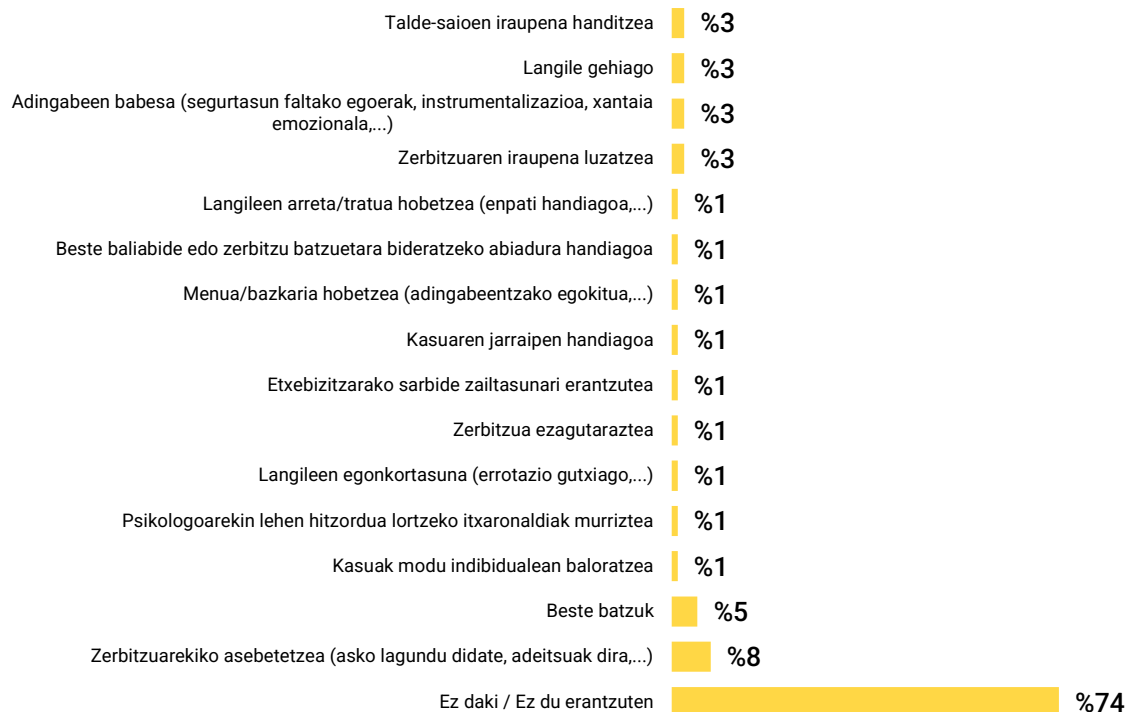 Talde-saioen iraupena handitzea %3
Langile gehiago %3
Adingabeen babesa (segurtasun faltako egoerak, instrumentalizazioa, xantaia
emozionala,...) %3
Zerbitzuaren iraupena luzatzea %3
Langileen arreta/tratua hobetzea (enpati handiagoa,...) %1
Beste baliabide edo zerbitzu batzuetara bideratzeko abiadura handiagoa %1
Menua/bazkaria hobetzea (adingabeentzako egokitua,...) %1
Kasuaren jarraipen handiagoa %1
Etxebizitzarako sarbide zailtasunari erantzutea %1
Zerbitzua ezagutaraztea %1
Langileen egonkortasuna (errotazio gutxiago,...) %1
Psikologoarekin lehen hitzordua lortzeko itxaronaldiak murriztea %1
Kasuak modu indibidualean baloratzea %1
Beste batzuk %5
Zerbitzuarekiko asebetetzea (asko lagundu didate, adeitsuak dira,...) %8
Ez daki / Ez du erantzuten %74